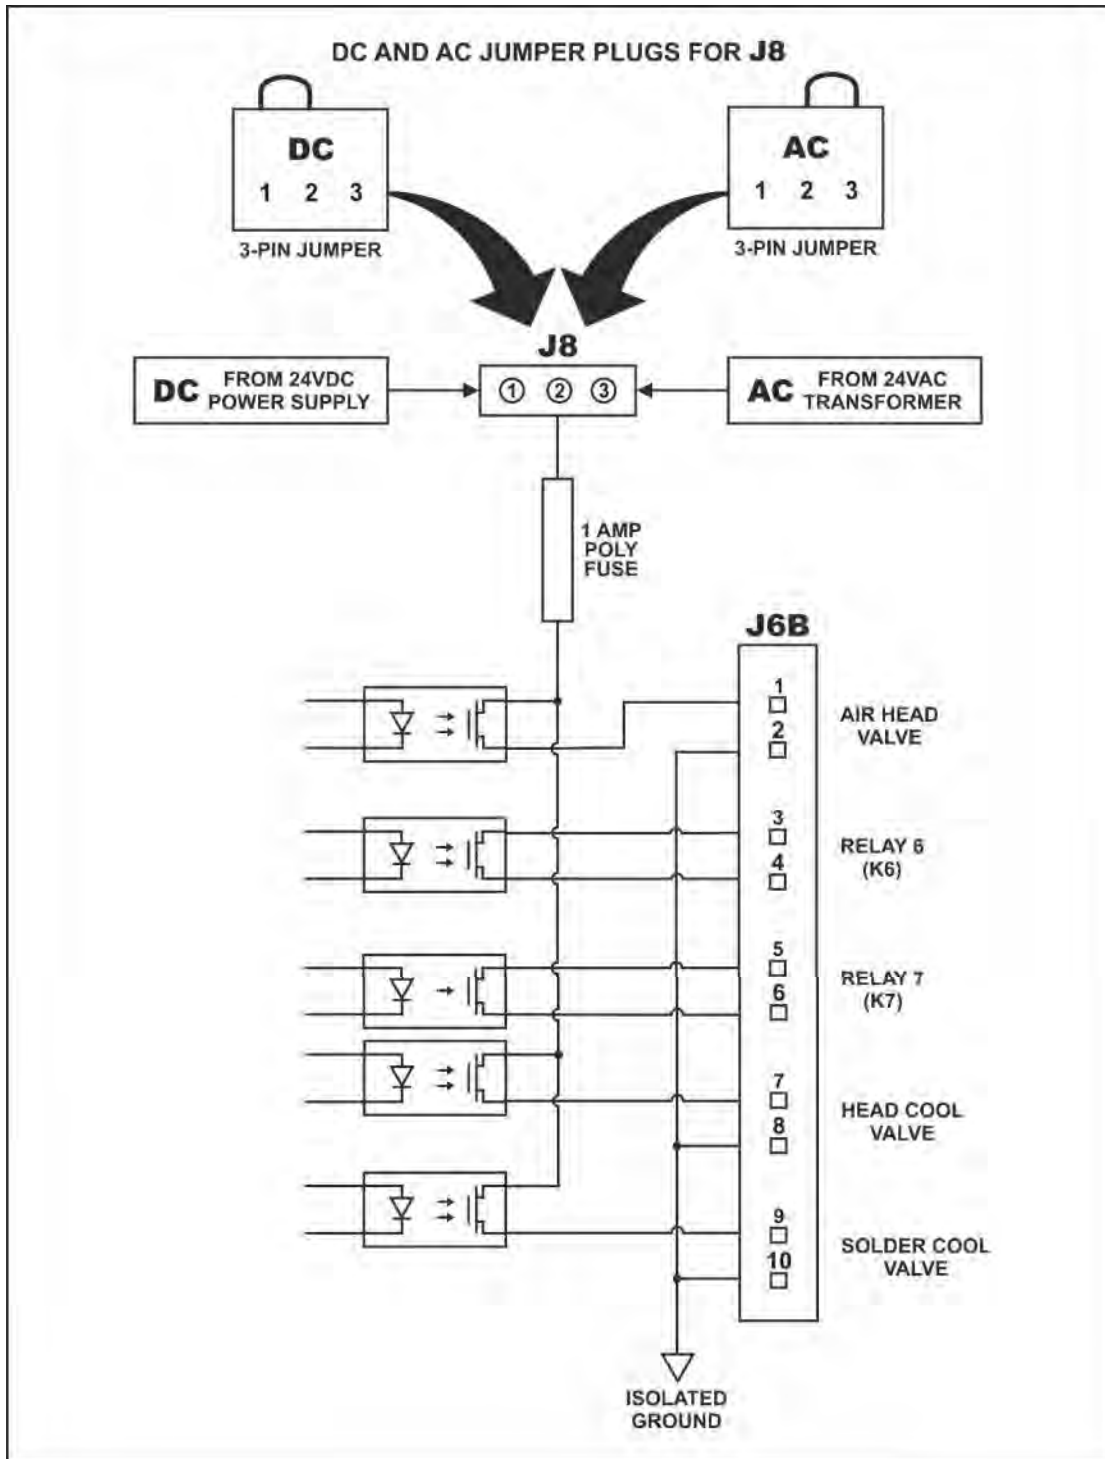 DC AND AC JUMPER PLUGS FOR J8
DC
1 2 3
3-PIN JUMPER
AC
1 2 3
3-PIN JUMPER
J8
DC FROM 24VDC
POWER SUPPLY
1 2 3
AC FROM 24VAC
TRANSFORMER
1 AMP
POLY
FUSE
J6B
1
2
AIR HEAD
VALVE
3
4
RELAY 6
(K6)
5
6
RELAY 7
(K7)
7
8
HEAD COOL
VALVE
9
10
SOLDER COOL
VALVE
ISOLATED
GROUND